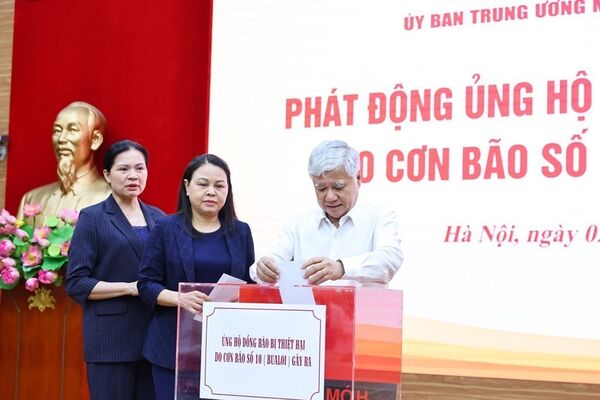 ỦY BAN TRUNG ƯƠNG
PHÁT ĐỘNG ỦNG HỘ
CƠN BÃO SỐ
Hà Nội, ngày
ỦNG HỘ ĐỒNG BÀO BỊ THIỆT HẠI
DO CƠN BÃO SỐ 10 ( BUALOI ) GÂY RA